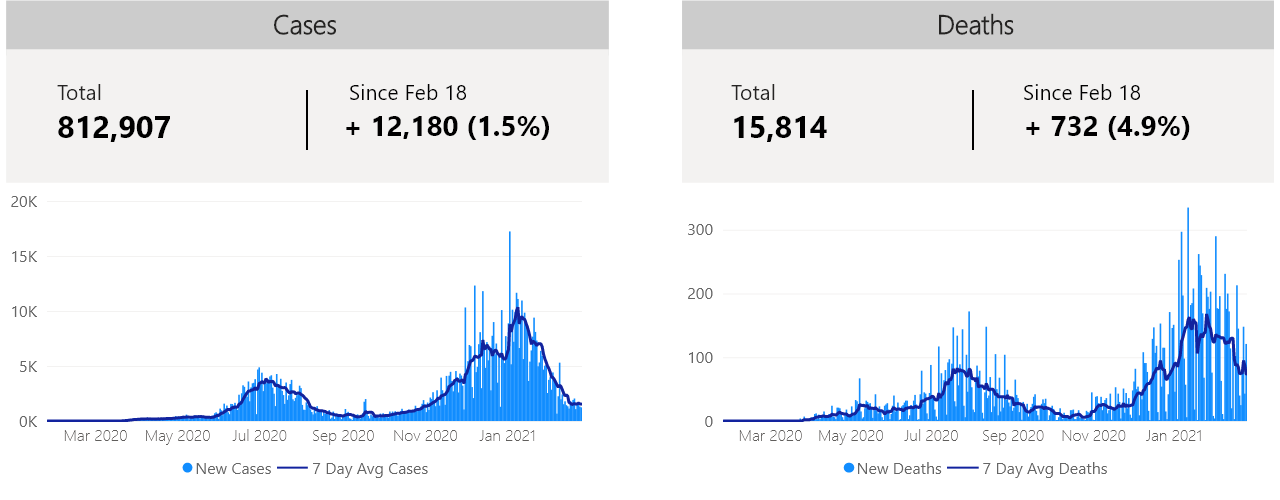 Cases
Total
812,907
Since Feb 18
+ 12,180 (1.5%)
20K
15K
10K
5K
0K
Mar 2020 May 2020 Jul 2020 Sep 2020 Nov 2020 Jan 2021
New Cases 7 Day Avg Cases
Deaths
Total
15,814
Since Feb 18
+ 732 (4.9%)
300
200
100
0
Mar 2020 May 2020 Jul 2020 Sep 2020 Nov 2020 Jan 2021
New Deaths 7 Day Avg Deaths